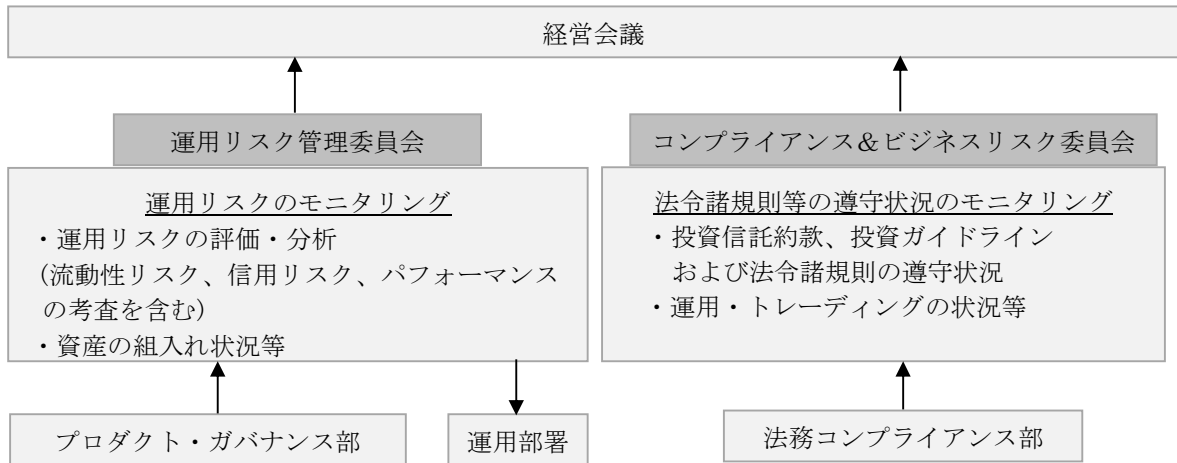 経営会議
運用リスク管理委員会
運用リスクのモニタリング
・運用リスクの評価・分析
(流動性リスク、信用リスク、パフォーマンス
の考査を含む)
・資産の組入れ状況等
プロダクト・ガバナンス部
運用部署
コンプライアンス＆ビジネスリスク委員会
法令諸規則等の遵守状況のモニタリング
・投資信託約款、投資ガイドライン
および法令諸規則の遵守状況
・運用・トレーディングの状況等
法務コンプライアンス部